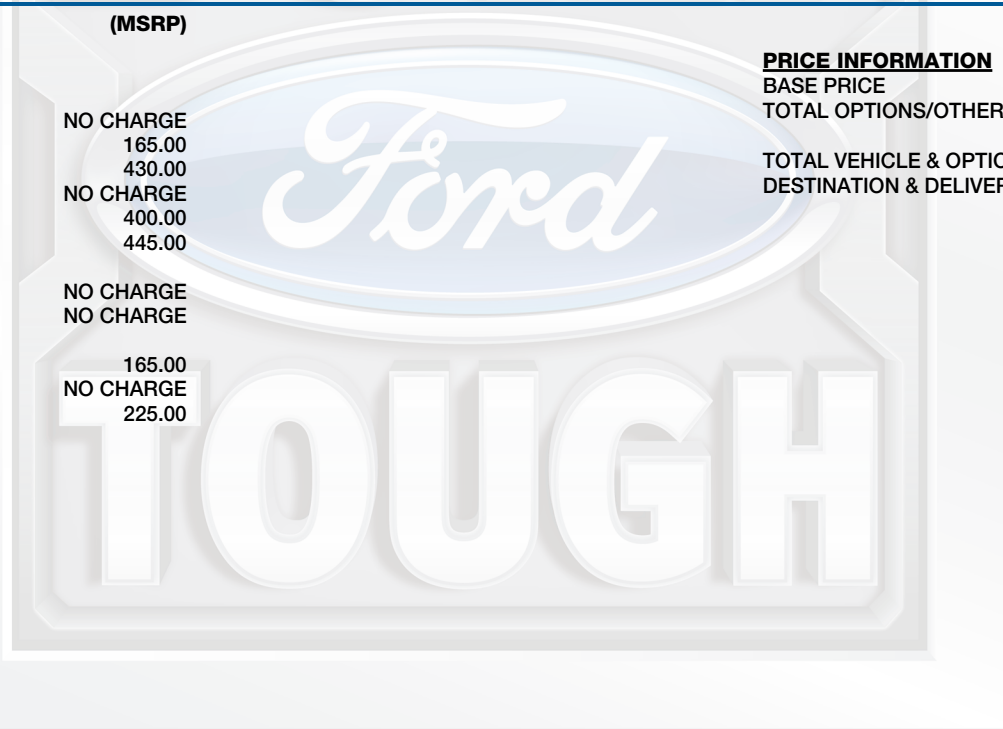 (MSRP)
NO CHARGE
165.00
430.00
NO CHARGE
400.00
445.00
NO CHARGE
NO CHARGE
165.00
NO CHARGE
225.00
PRICE INFORMATION
BASE PRICE
TOTAL OPTIONS/OTHER
TOTAL VEHICLE & OPTIO
DESTINATION & DELIVER
Ford
TOUGH